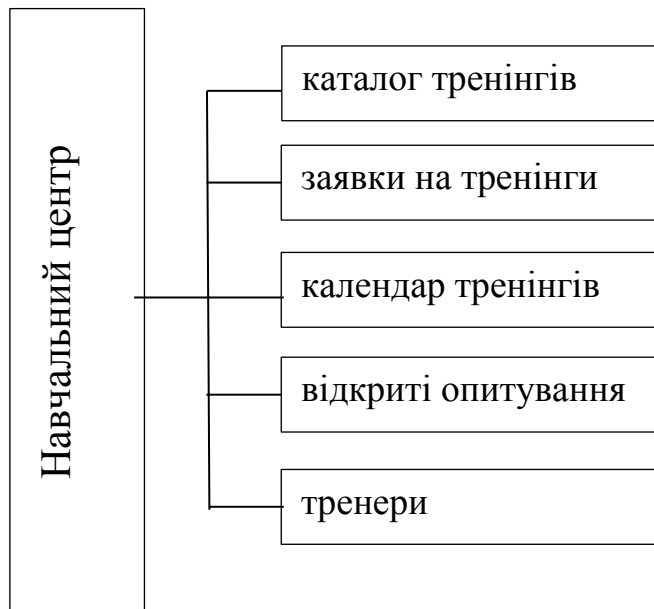 Навчальний центр
каталог тренінгів
заявки на тренінги
календар тренінгів
відкриті опитування
тренери